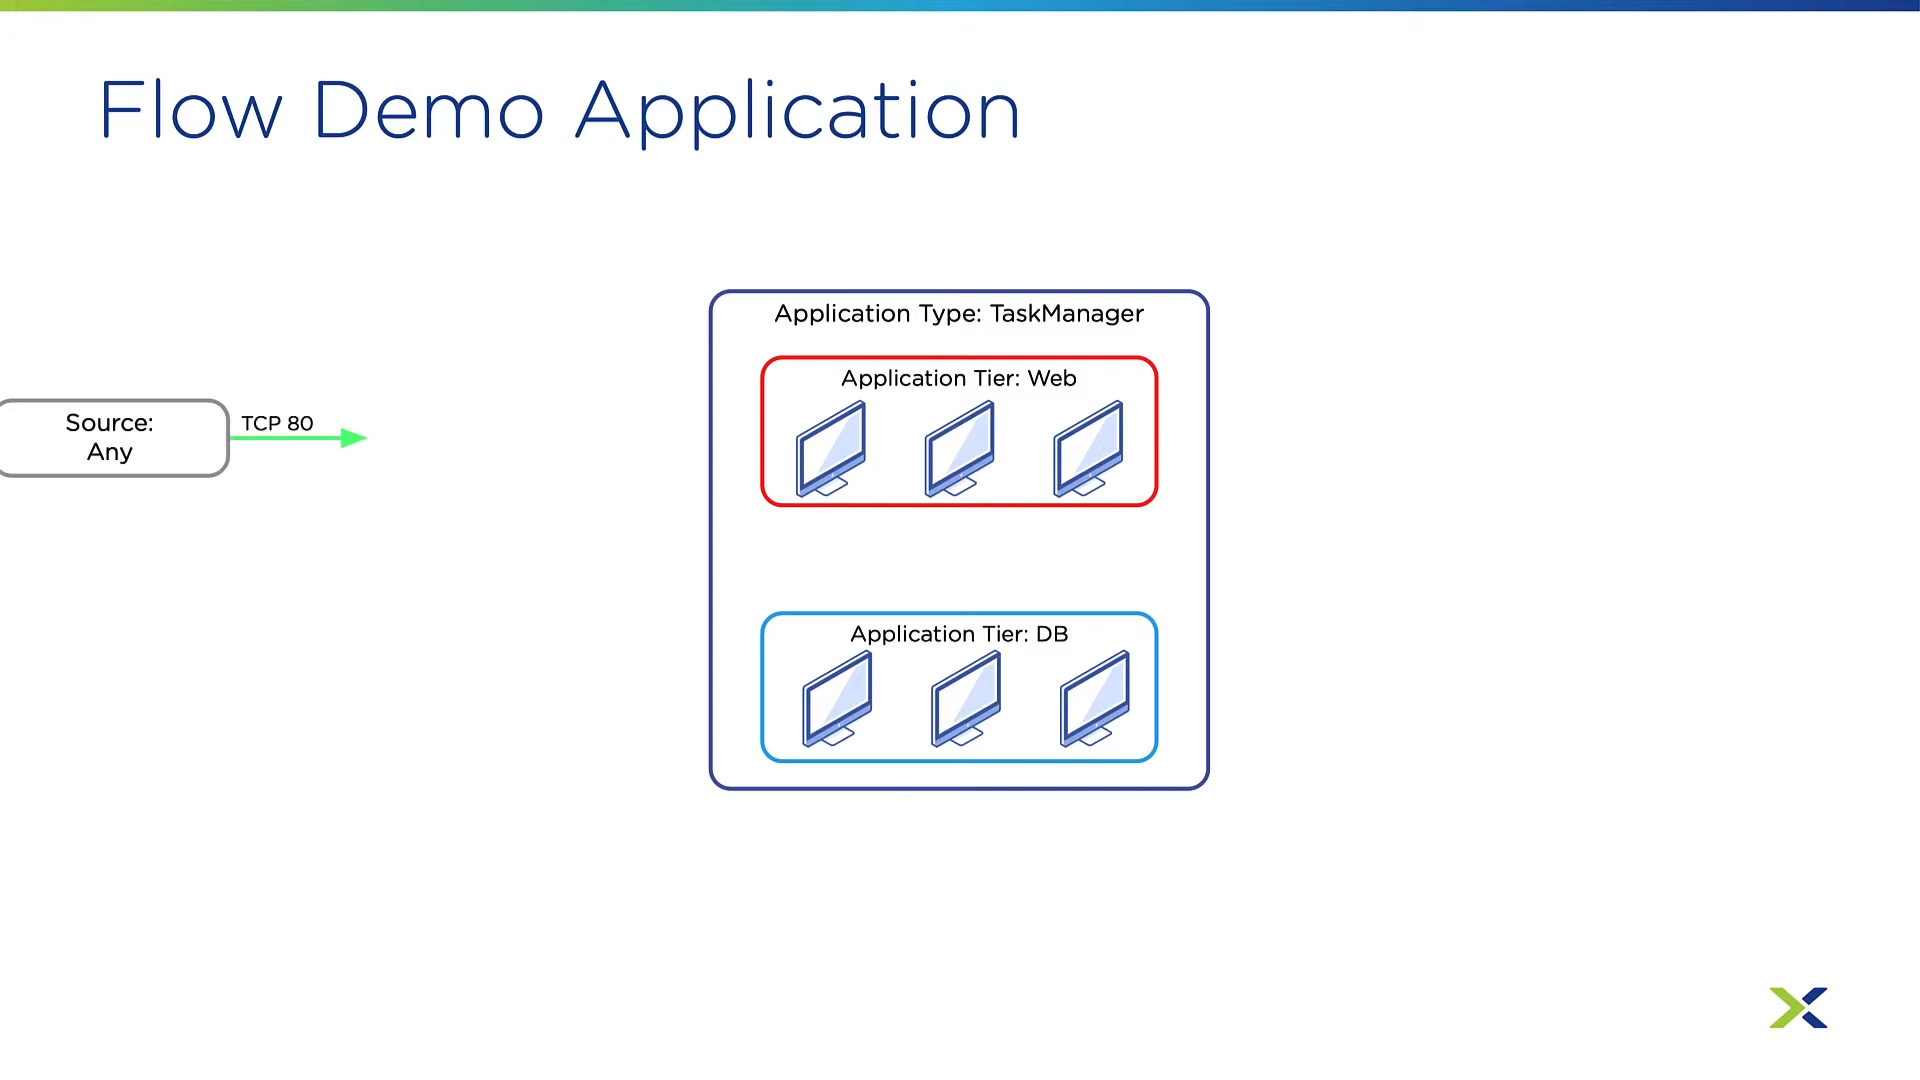 Flow Demo Application
Application Type: TaskManager
Application Tier: Web
Source:
Any
TCP 80
Application Tier: DB